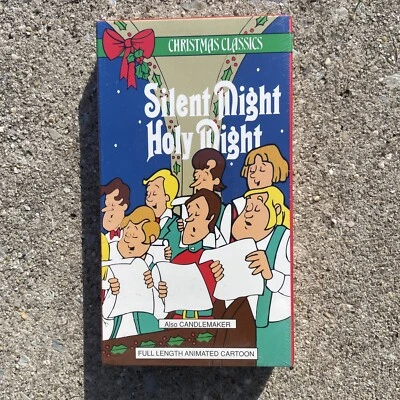 CHRISTMAS CLASSICS
Silent Night
Holy Night
Also CANDLEMAKER
FULL LENGTH ANIMATED CARTOON